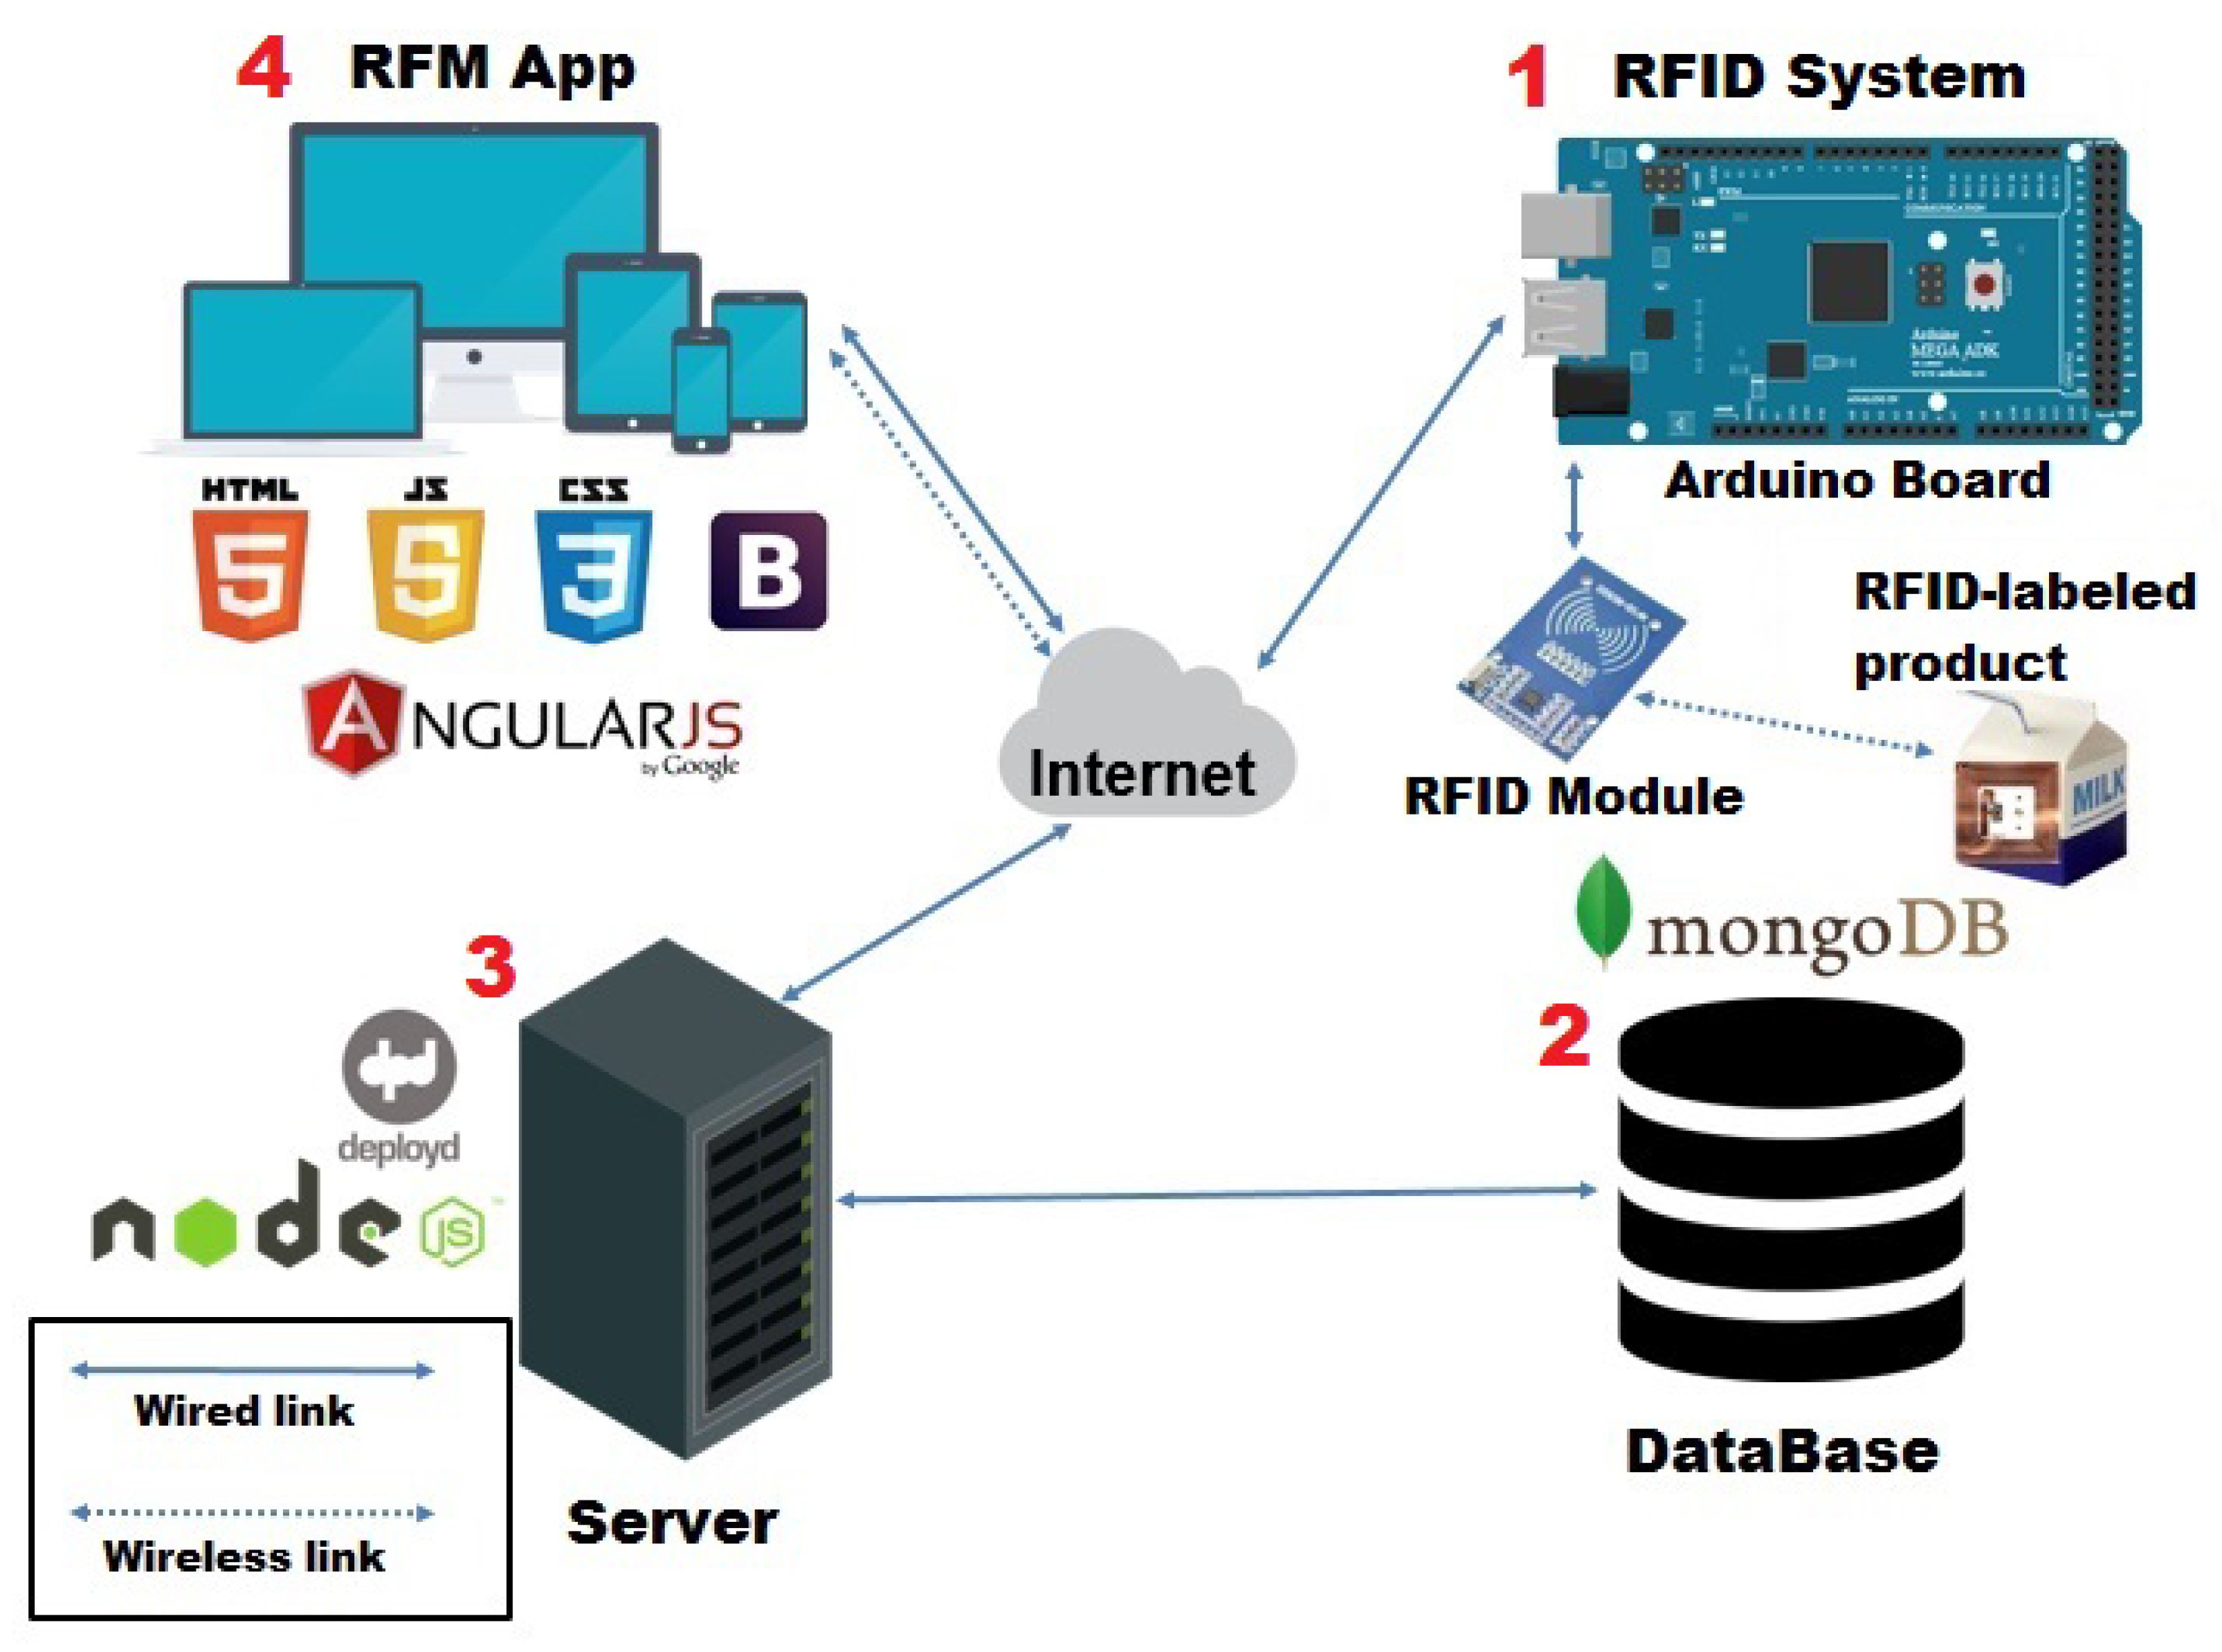 4 RFM App
1 RFID System
Arduino
MEGA ADK
Arduino Board
HTML
5
JS
CSS
3
B
RFID-labeled
product
ANGULARJS
by Google
Internet
RFID Module
MILK
mongoDB
3
2
deployd
node
JS
™
Wired link
Wireless link
Server
DataBase